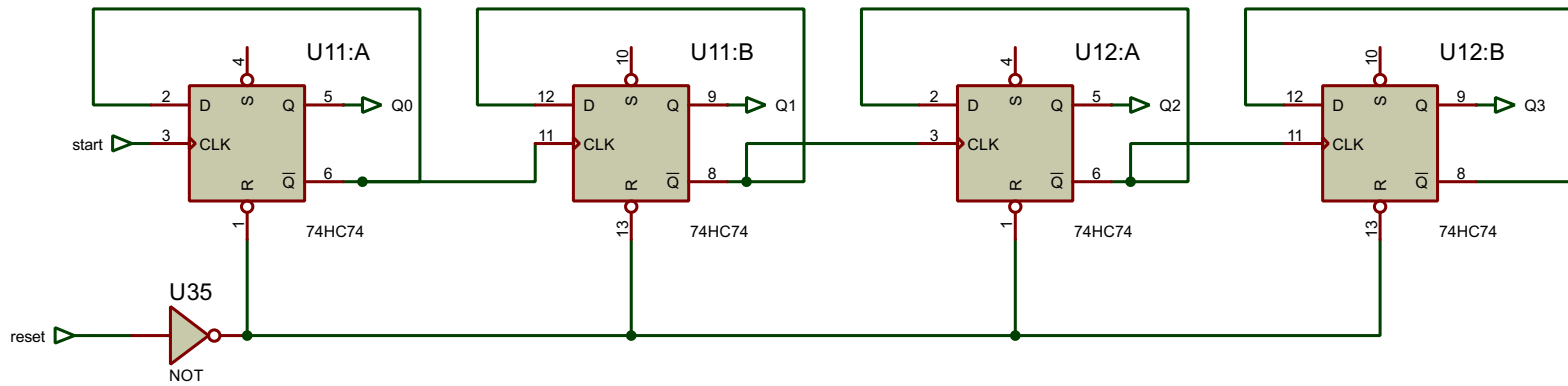 U11:A
U11:B
U12:A
U12:B
4
10
4
10
2
D
S
Q
5
Q0
12
D
S
Q
9
Q1
2
D
S
Q
5
Q2
12
D
S
Q
9
Q3
start
3
CLK
11
CLK
3
CLK
11
CLK
R
Q
6
R
Q
8
R
Q
6
R
Q
8
1
74HC74
13
74HC74
1
74HC74
13
74HC74
U35
reset
NOT